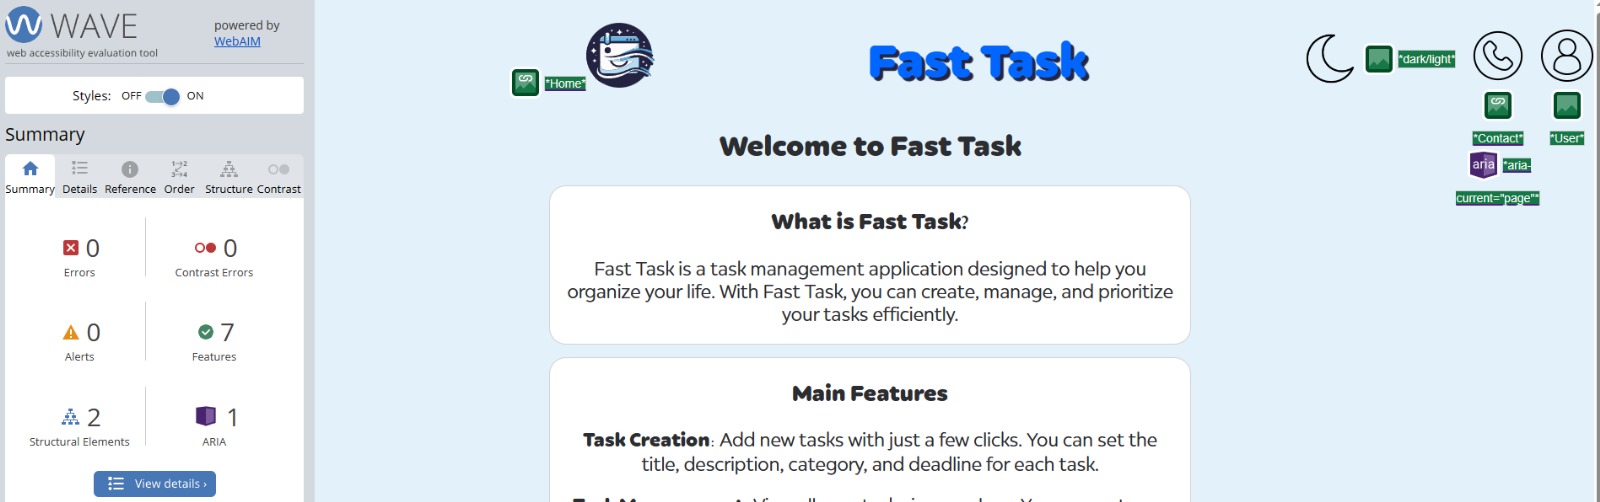 WAVE
web accessibility evaluation tool
powered by
WebAIM
Styles: OFF ON
Summary
Summary Details Reference Order Structure Contrast
0
Errors
0
Contrast Errors
0
Alerts
7
Features
2
Structural Elements
1
ARIA
View details ›
*Home*
Fast Task
*dark/light*
*Contact*
*User*
aria *aria-
current="page"*
Welcome to Fast Task
What is Fast Task?
Fast Task is a task management application designed to help you
organize your life. With Fast Task, you can create, manage, and prioritize
your tasks efficiently.
Main Features
Task Creation: Add new tasks with just a few clicks. You can set the
title, description, category, and deadline for each task.